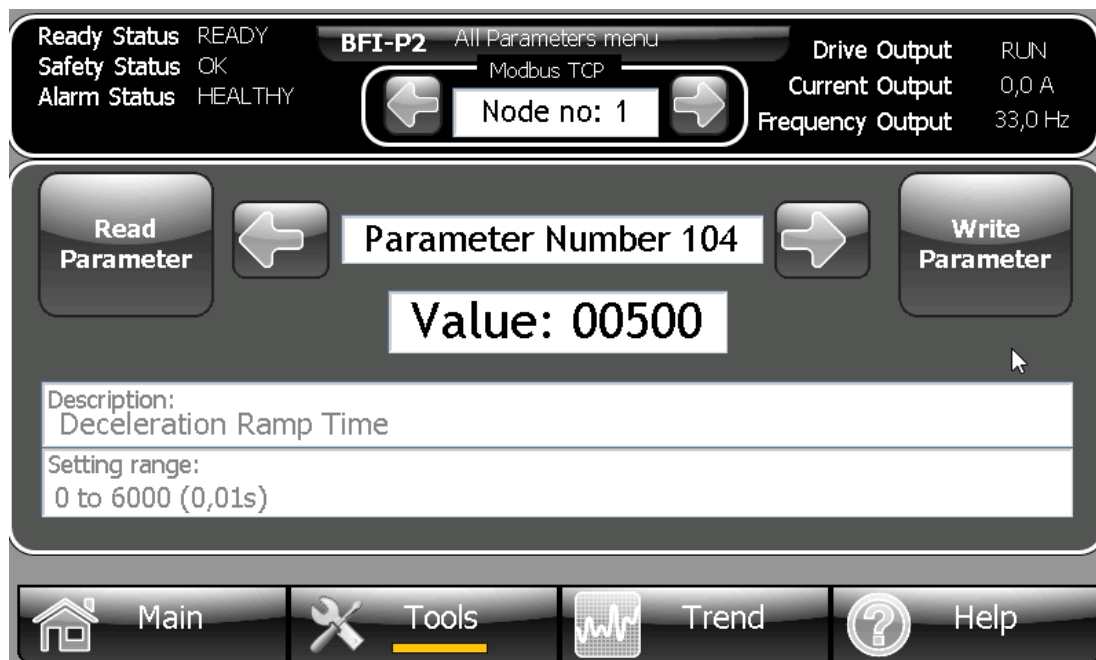 Ready Status READY
Safety Status OK
Alarm Status HEALTHY
BFI-P2 All Parameters menu
Modbus TCP
Node no: 1
Drive Output RUN
Current Output 0,0 A
Frequency Output 33,0 Hz
Read
Parameter
Parameter Number 104
Write
Parameter
Value: 00500
Description:
Deceleration Ramp Time
Setting range:
0 to 6000 (0,01s)
Main
Tools
Trend
Help